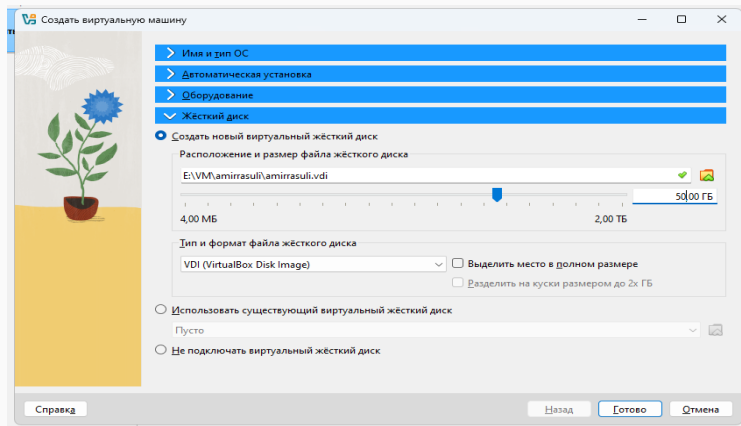 Создать виртуальную машину
Имя и тип ОС
Автоматическая установка
Оборудование
Жёсткий диск
Создать новый виртуальный жёсткий диск
Расположение и размер файла жёсткого диска
E:\VM\amirrasuli\amirrasuli.vdi
50,00 ГБ
4,00 МБ 2,00 ТБ
Тип и формат файла жёсткого диска
VDI (VirtualBox Disk Image) Выделить место в полном размере
Разделить на куски размером до 2х ГБ
Использовать существующий виртуальный жёсткий диск
Пусто
Не подключать виртуальный жёсткий диск
Справка Назад Готово Отмена